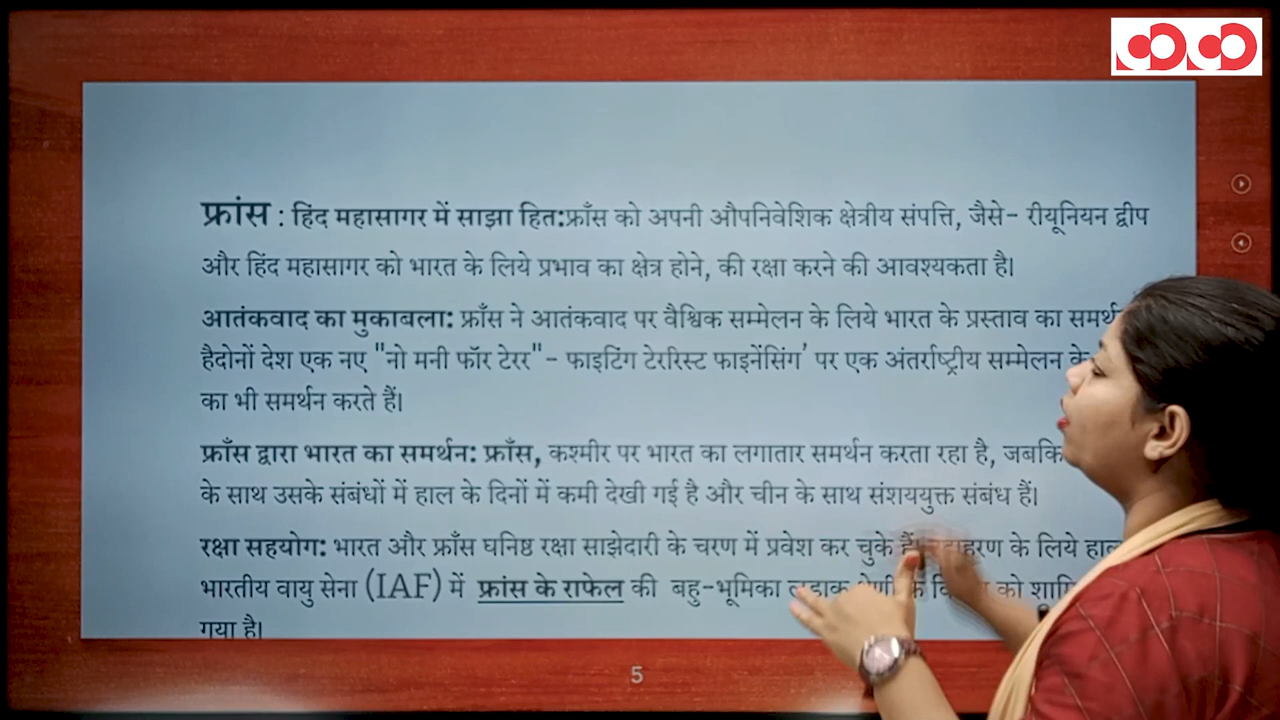 फ्रांस : हिंद महासागर में साझा हित:फ्राँस को अपनी औपनिवेशिक क्षेत्रीय संपत्ति, जैसे- रीयूनियन द्वीप
और हिंद महासागर को भारत के लिये प्रभाव का क्षेत्र होने, की रक्षा करने की आवश्यकता है।
आतंकवाद का मुकाबला: फ्राँस ने आतंकवाद पर वैश्विक सम्मेलन के लिये भारत के प्रस्ताव का
हैदोनों देश एक नए "नो मनी फॉर टेरर"- फाइटिंग टेररिस्ट फाइनेंसिंग’ पर एक अंतर्राष्ट्रीय सम्मेलन
का भी समर्थन करते हैं।
फ्राँस द्वारा भारत का समर्थन: फ्राँस, कश्मीर पर भारत का लगातार समर्थन करता रहा है, जबकि
के साथ उसके संबंधों में हाल के दिनों में कमी देखी गई है और चीन के साथ संशययुक्त संबंध हैं।
रक्षा सहयोग: भारत और फ्राँस घनिष्ठ रक्षा साझेदारी के चरण में प्रवेश कर चुके के लिये
भारतीय वायु सेना (IAF) में फ्रांस के राफेल की बहु-भूमिका को
गया है।
5